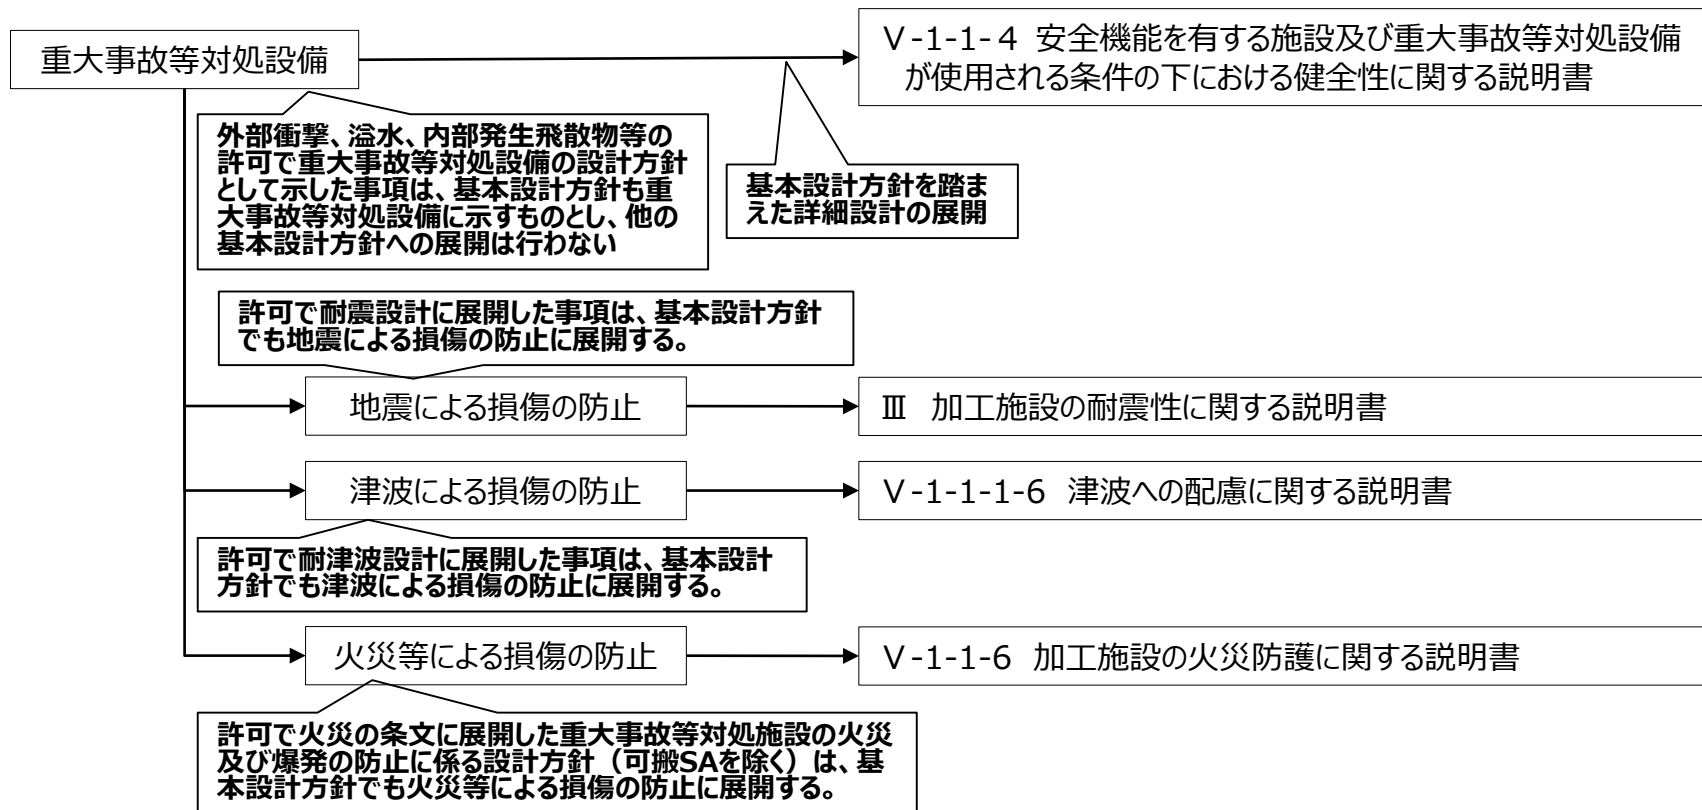 重大事故等対処設備
Ⅴ-1-1-４ 安全機能を有する施設及び重大事故等対処設備
が使用される条件の下における健全性に関する説明書
外部衝撃、溢水、内部発生飛散物等の
許可で重大事故等対処設備の設計方針
として示した事項は、基本設計方針も重
大事故等対処設備に示すものとし、他の
基本設計方針への展開は行わない
基本設計方針を踏ま
えた詳細設計の展開
許可で耐震設計に展開した事項は、基本設計方針
でも地震による損傷の防止に展開する。
地震による損傷の防止
Ⅲ 加工施設の耐震性に関する説明書
津波による損傷の防止
Ⅴ-1-1-1-6 津波への配慮に関する説明書
許可で耐津波設計に展開した事項は、基本設計
方針でも津波による損傷の防止に展開する。
火災等による損傷の防止
Ⅴ-1-1-6 加工施設の火災防護に関する説明書
許可で火災の条文に展開した重大事故等対処施設の火災
及び爆発の防止に係る設計方針（可搬SAを除く）は、基
本設計方針でも火災等による損傷の防止に展開する。